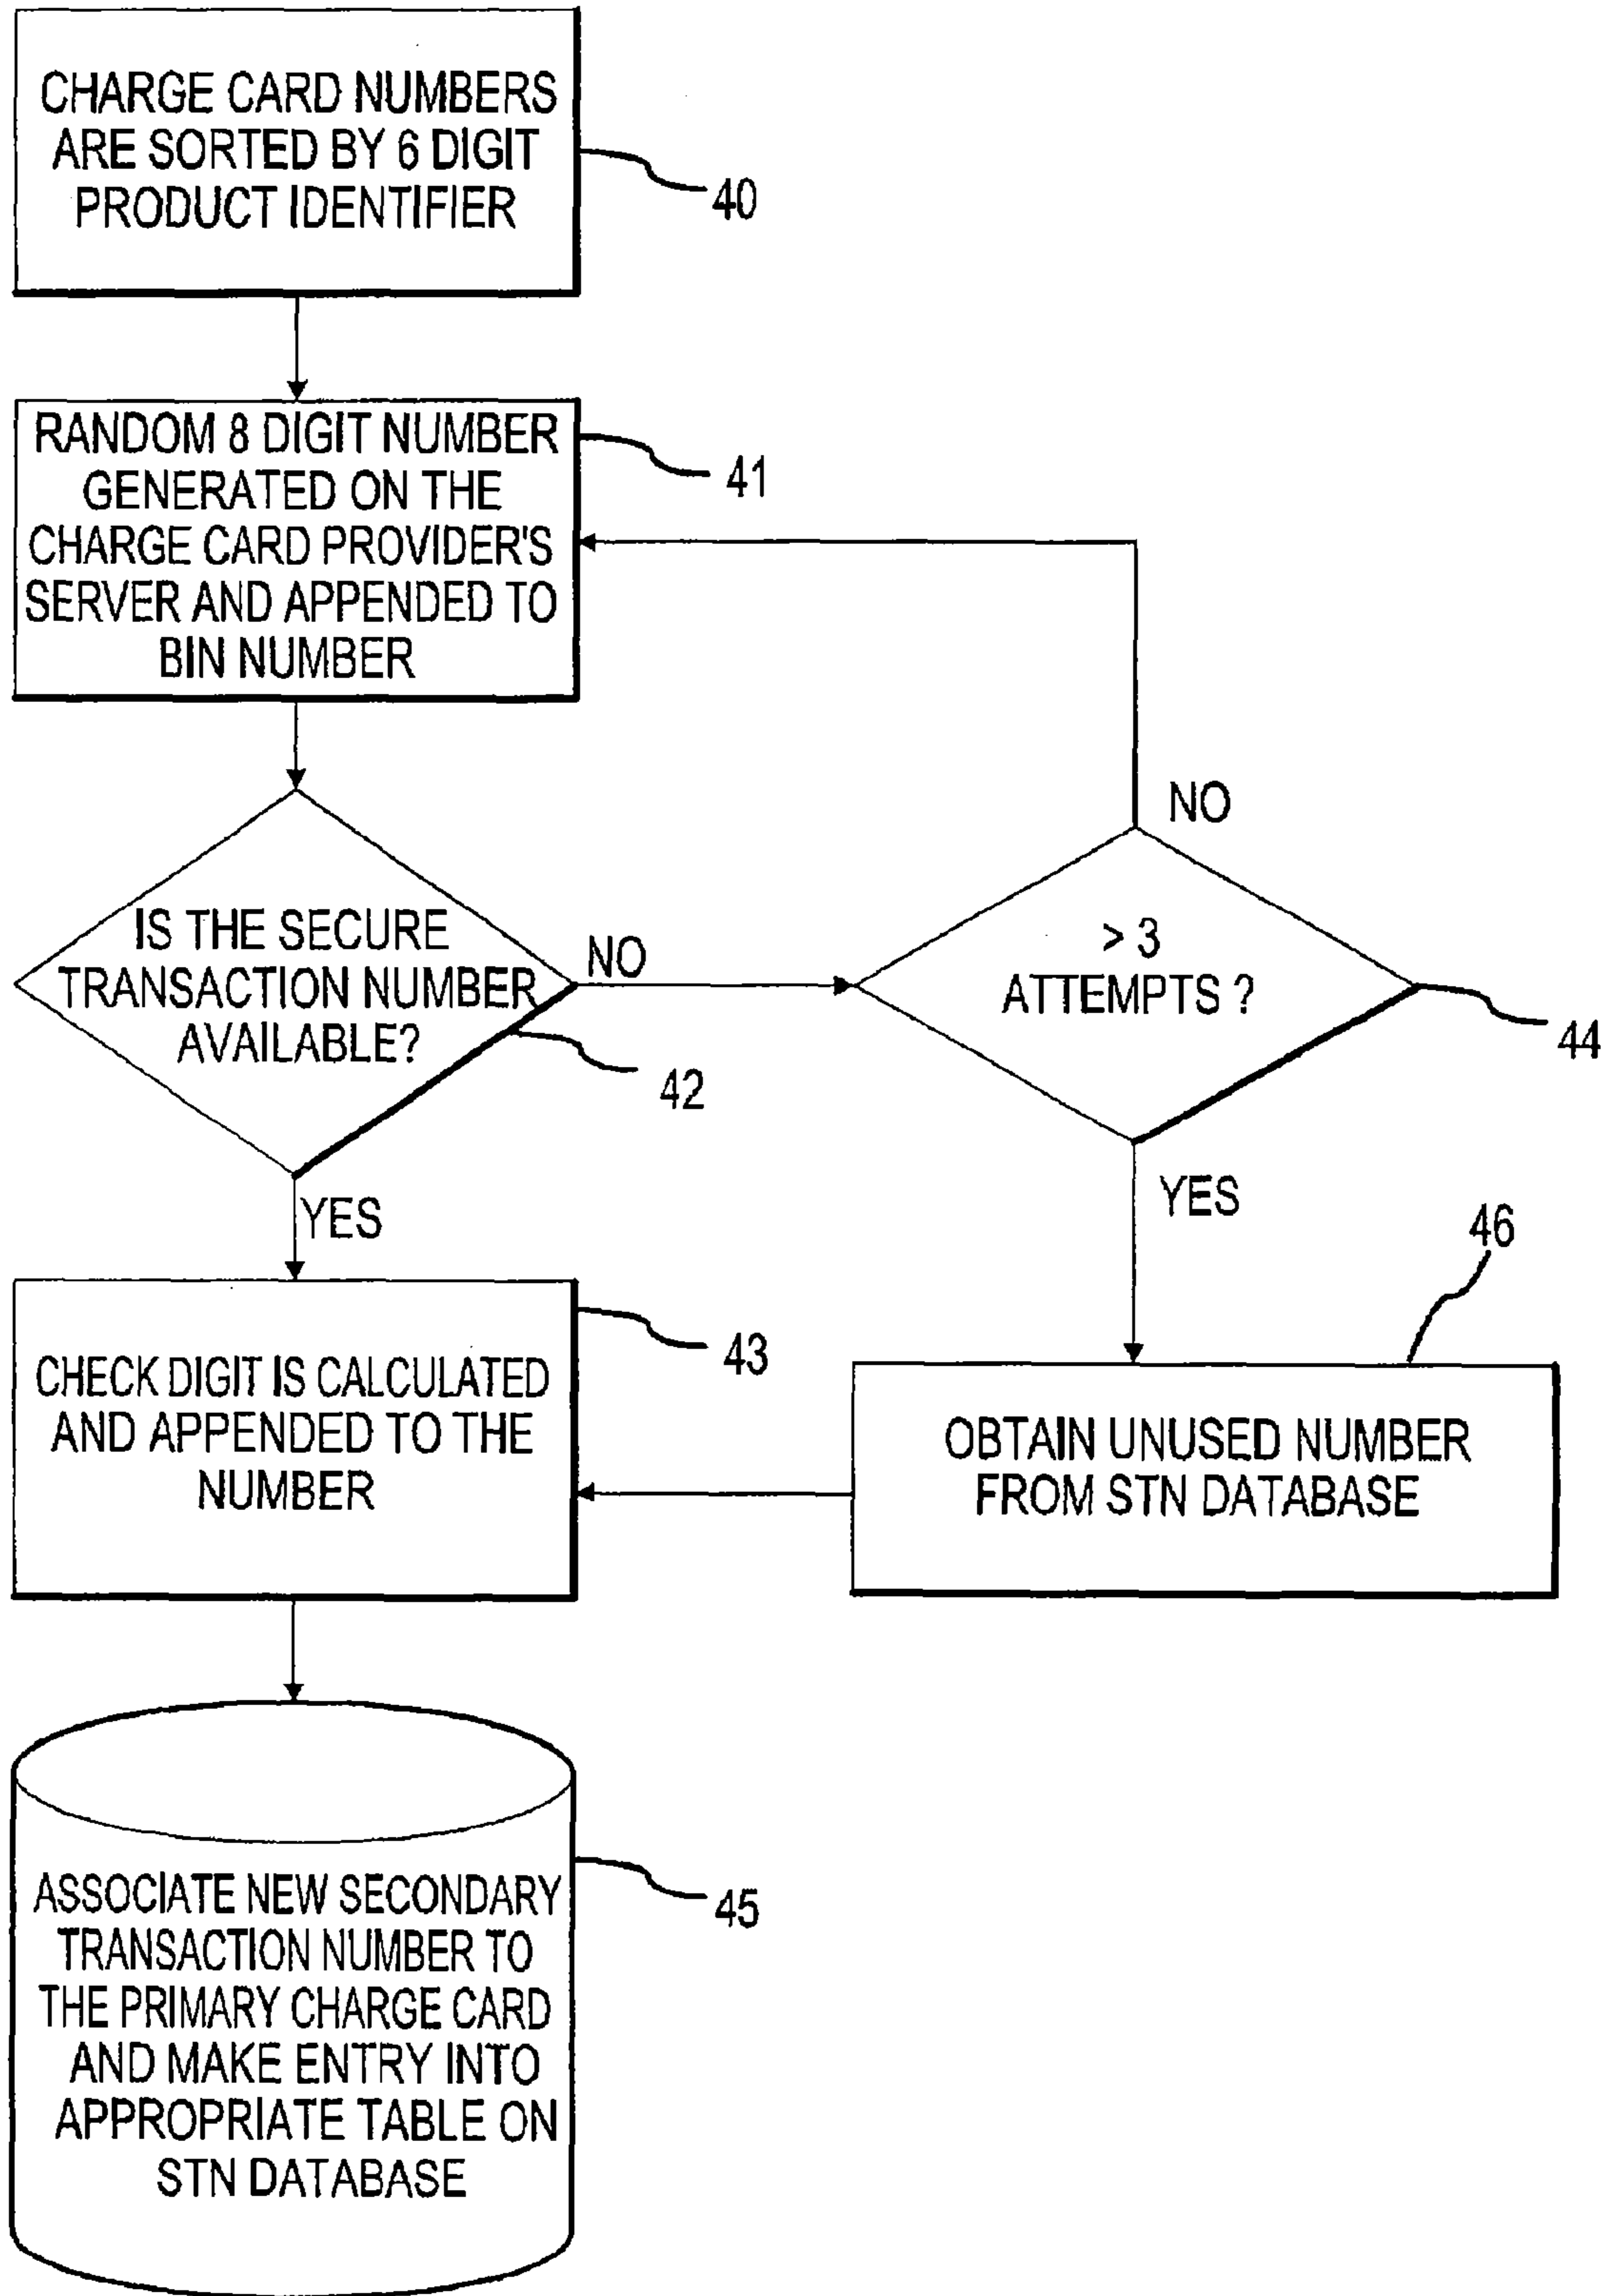 CHARGE CARD NUMBERS
ARE SORTED BY 6 DIGIT
PRODUCT IDENTIFIER
40
RANDOM 8 DIGIT NUMBER
GENERATED ON THE
CHARGE CARD PROVIDER'S
SERVER AND APPENDED TO
BIN NUMBER
41
NO
IS THE SECURE
TRANSACTION NUMBER
AVAILABLE?
NO
42
> 3
ATTEMPTS ?
44
YES
YES
46
CHECK DIGIT IS CALCULATED
AND APPENDED TO THE
NUMBER
43
OBTAIN UNUSED NUMBER
FROM STN DATABASE
ASSOCIATE NEW SECONDARY
TRANSACTION NUMBER TO
THE PRIMARY CHARGE CARD
AND MAKE ENTRY INTO
APPROPRIATE TABLE ON
STN DATABASE
45